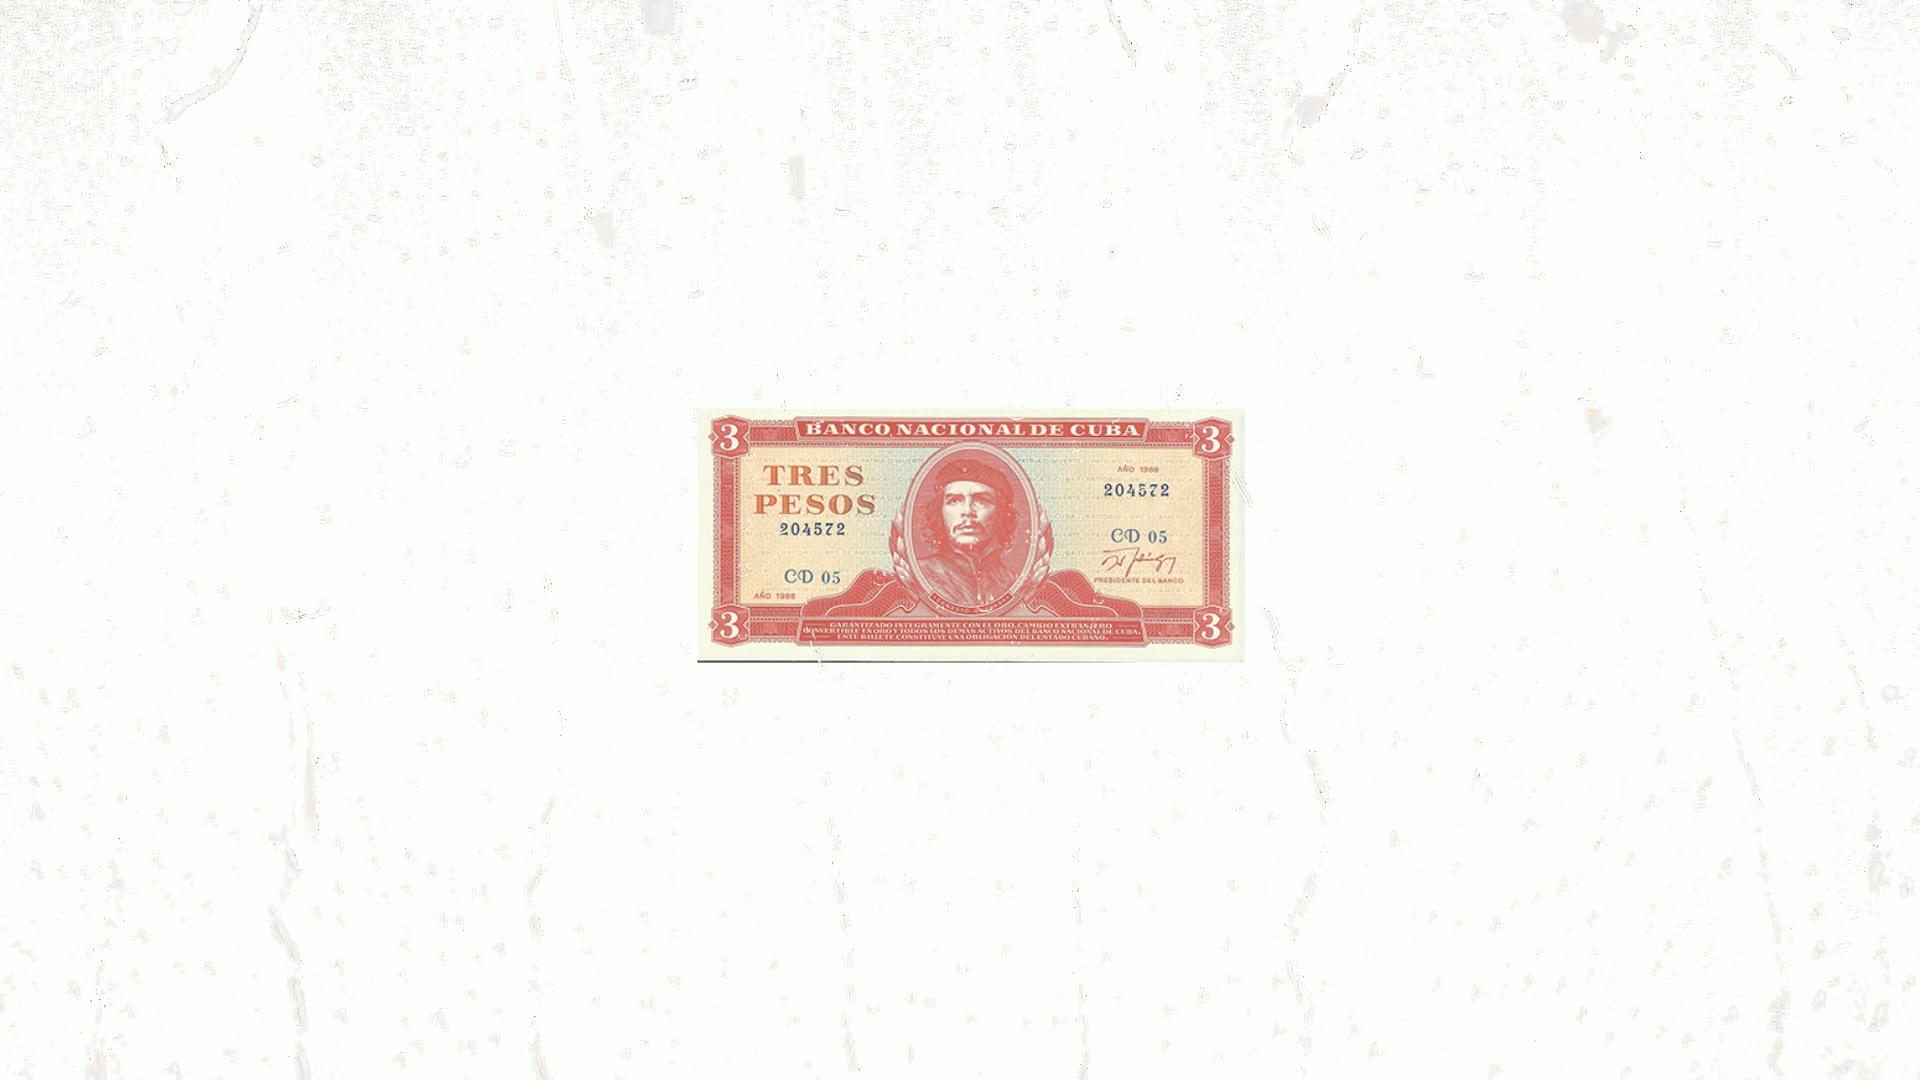 BANCO NACIONAL DE CUBA
3
3
TRES
PESOS
204572
CD 05
AÑO 1988
AÑO 1988
204572
CD 05
PRESIDENTE DEL BANCO
3
3
GARANTIZADO INTEGRAMENTE CON EL ORO, CAMBIO EXTRANJERO
CONVERTIBLE EN ORO Y TODOS LOS DEMAS ACTIVOS DEL BANCO NACIONAL DE CUBA.
ESTE BILLETE CONSTITUYE UNA OBLIGACION DEL ESTADO CUBANO.